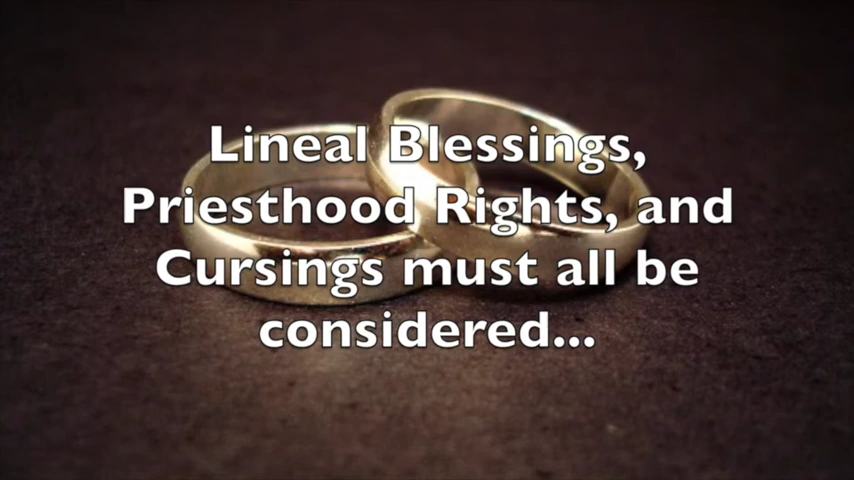 Lineal Blessings,
Priesthood Rights, and
Cursings must all be
considered...